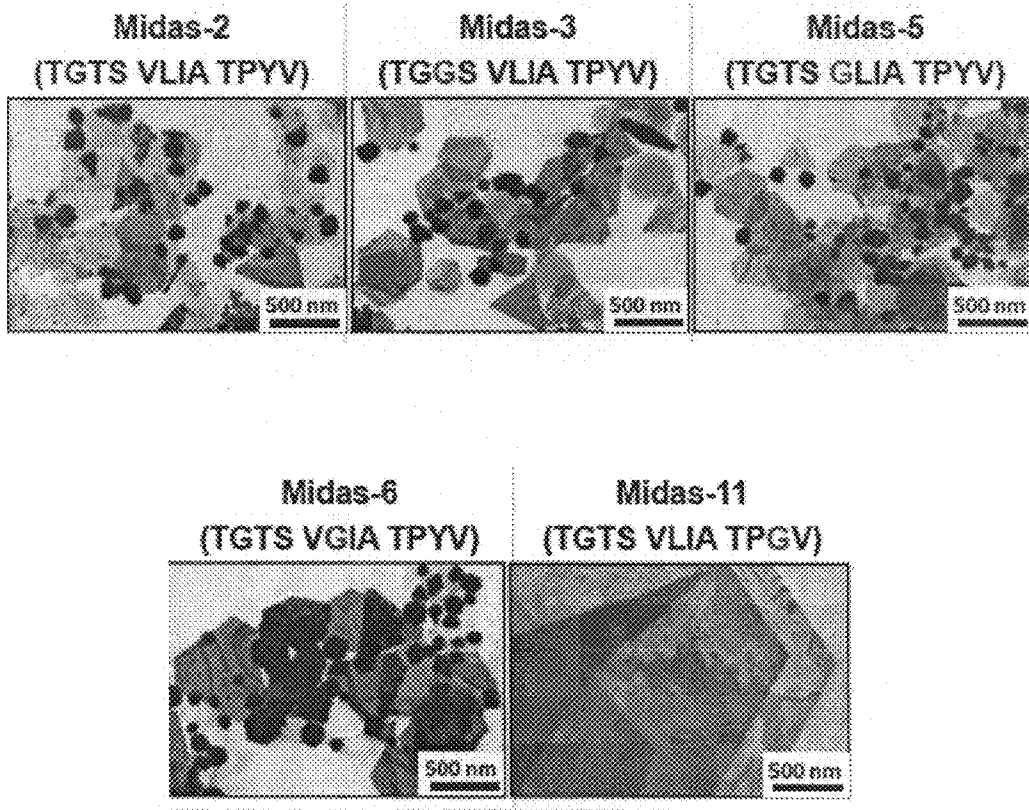 Midas-2
(TGTS VLIA TPYV)
Midas-3
(TGGS VLIA TPYV)
Midas-5
(TGTS GLIA TPYV)
500 nm
500 nm
500 nm
Midas-6
(TGTS VGIA TPYV)
Midas-11
(TGTS VLIA TPGV)
500 nm
500 nm